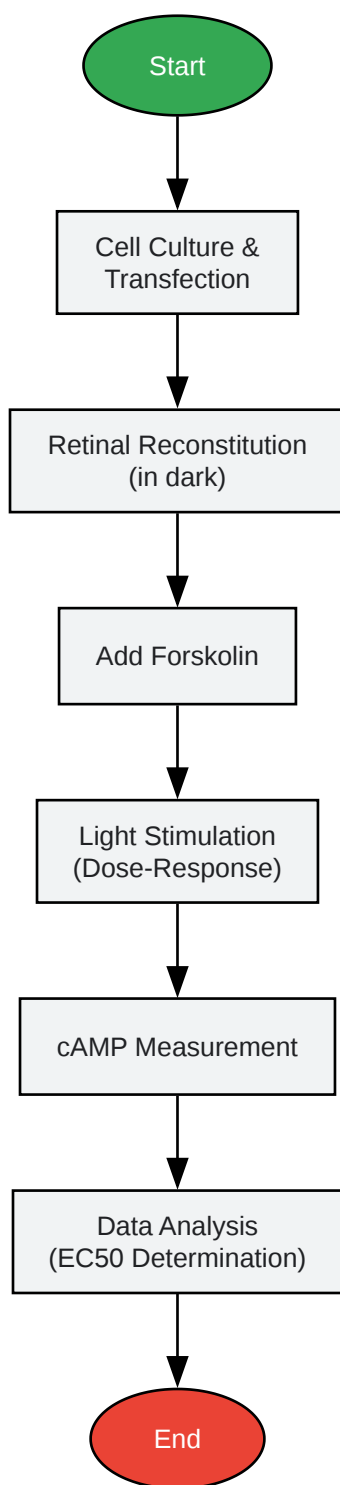 Start
Cell Culture &
Transfection
Retinal Reconstitution
(in dark)
Add Forskolin
Light Stimulation
(Dose-Response)
cAMP Measurement
Data Analysis
(EC50 Determination)
End